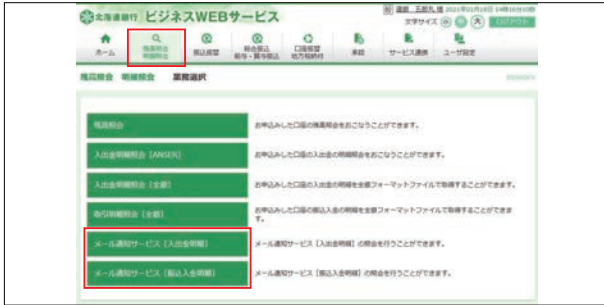 北海道銀行 ビジネスWEBサービス
文字サイズ 小 中 大 ログアウト
ホーム 残高照会 明細照会 振込振替 総合振込 給与・賞与振込 口座振替 地方税納付 承認 サービス連携 ユーザ設定
残高照会 明細照会 業務選択
残高照会 お申込みした口座の残高照会をおこなうことができます。
入出金明細照会［ANSER］ お申込みした口座の入出金の明細照会をおこなうことができます。
入出金明細照会［全銀］ お申込みした口座の入出金の明細を全銀フォーマットファイルで取得することができます。
取引明細照会［全銀］ お申込みした口座の振込入金の明細を全銀フォーマットファイルで取得することができま
す。
メール通知サービス［入出金明細］ メール通知サービス［入出金明細］の照会を行うことができます。
メール通知サービス［振込入金明細］ メール通知サービス［振込入金明細］の照会を行うことができます。